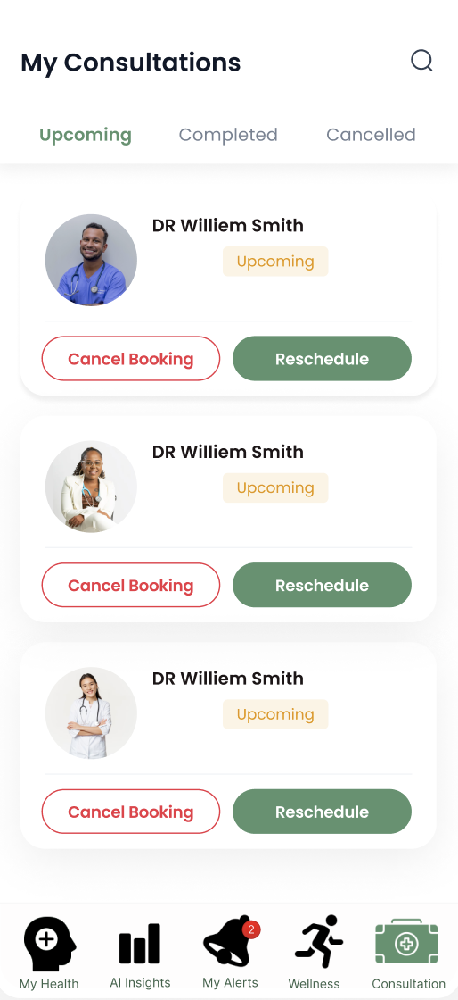 My Consultations
Upcoming Completed Cancelled
DR Williem Smith
Upcoming
Cancel Booking Reschedule
DR Williem Smith
Upcoming
Cancel Booking Reschedule
DR Williem Smith
Upcoming
Cancel Booking Reschedule
2
My Health AI Insights My Alerts Wellness Consultation